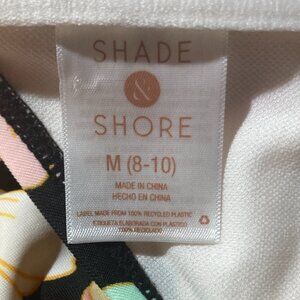 SHADE
&
SHORE
M (8-10)
MADE IN CHINA
HECHO EN CHINA
LABEL MADE FROM 100% RECYCLED PLASTIC
ETIQUETA ELABORADA CON PLASTICO
100% RECICLADO